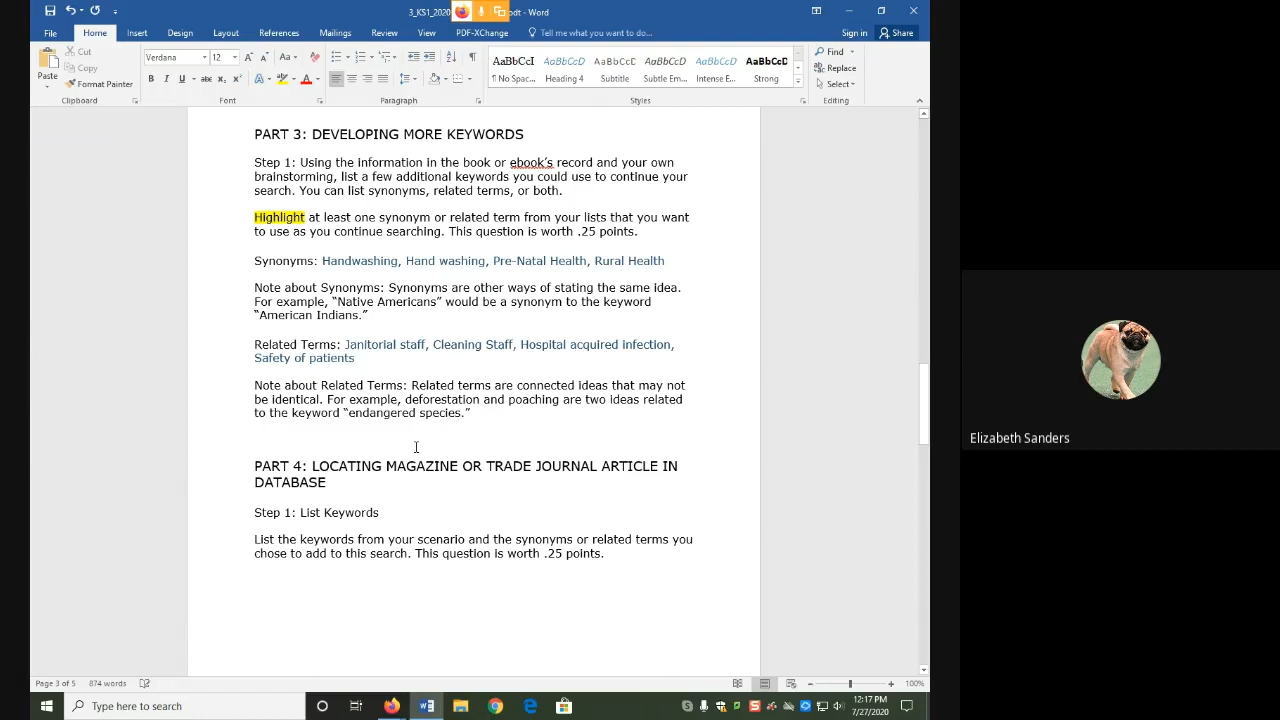 3_KS1_2020
odt - Word
Sign in
Share
File
Home
Insert
Design
Layout
References
Mailings
Review
View
PDF-XChange
Tell me what you want to do...
Paste
Cut
Copy
Format Painter
Clipboard
Verdana
12
Font
Paragraph
AaBbCcI
¶ No Spac...
AaBbCcD
Heading 4
AaBbCcD
Subtitle
AaBbCcD
Subtle Em...
AaBbCcD
Intense E...
AaBbCcD
Strong
Styles
Find
Replace
Select
Editing
PART 3: DEVELOPING MORE KEYWORDS
Step 1: Using the information in the book or ebook’s record and your own
brainstorming, list a few additional keywords you could use to continue your
search. You can list synonyms, related terms, or both.
Highlight at least one synonym or related term from your lists that you want
to use as you continue searching. This question is worth .25 points.
Synonyms: Handwashing, Hand washing, Pre-Natal Health, Rural Health
Note about Synonyms: Synonyms are other ways of stating the same idea.
For example, “Native Americans” would be a synonym to the keyword
“American Indians.”
Related Terms: Janitorial staff, Cleaning Staff, Hospital acquired infection,
Safety of patients
Note about Related Terms: Related terms are connected ideas that may not
be identical. For example, deforestation and poaching are two ideas related
to the keyword “endangered species.”
PART 4: LOCATING MAGAZINE OR TRADE JOURNAL ARTICLE IN
DATABASE
Step 1: List Keywords
List the keywords from your scenario and the synonyms or related terms you
chose to add to this search. This question is worth .25 points.
Elizabeth Sanders
Page 3 of 5
874 words
100%
Type here to search
12:17 PM
7/27/2020